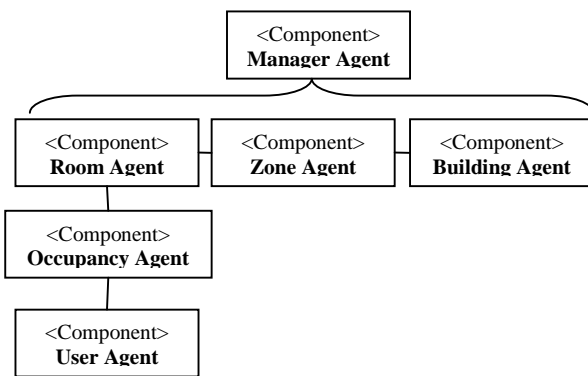 <Component>
Manager Agent
<Component>
Room Agent
<Component>
Zone Agent
<Component>
Building Agent
<Component>
Occupancy Agent
<Component>
User Agent